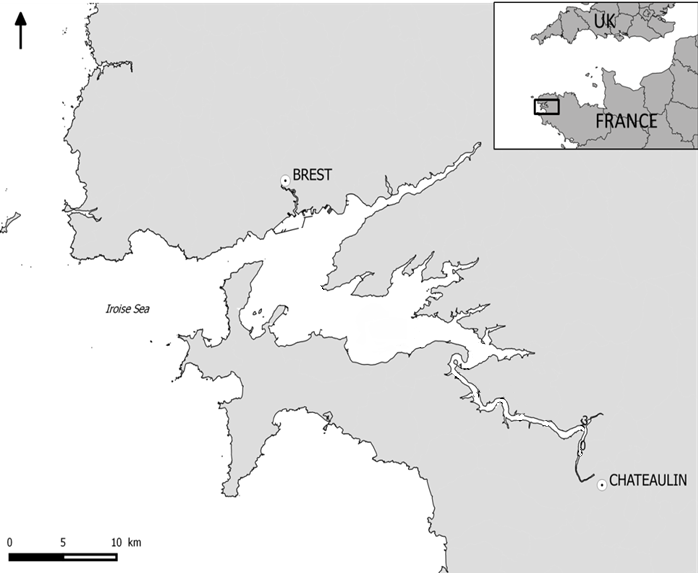 UK
FRANCE
BREST
Iroise Sea
CHATEAULIN
0 5 10 km